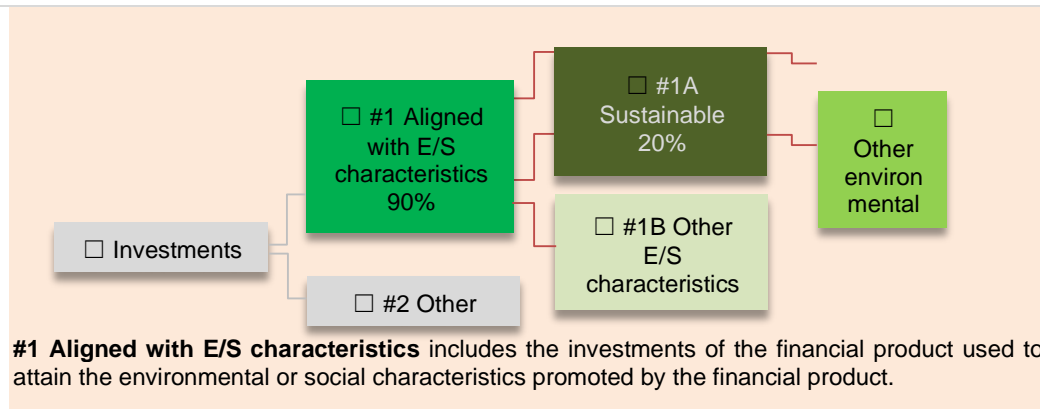 ☐ #1A
Sustainable
20%
☐ #1 Aligned
with E/S
characteristics
90%
☐
Other
environ
mental
☐ Investments
☐ #1B Other
E/S
characteristics
☐ #2 Other
#1 Aligned with E/S characteristics includes the investments of the financial product used to
attain the environmental or social characteristics promoted by the financial product.